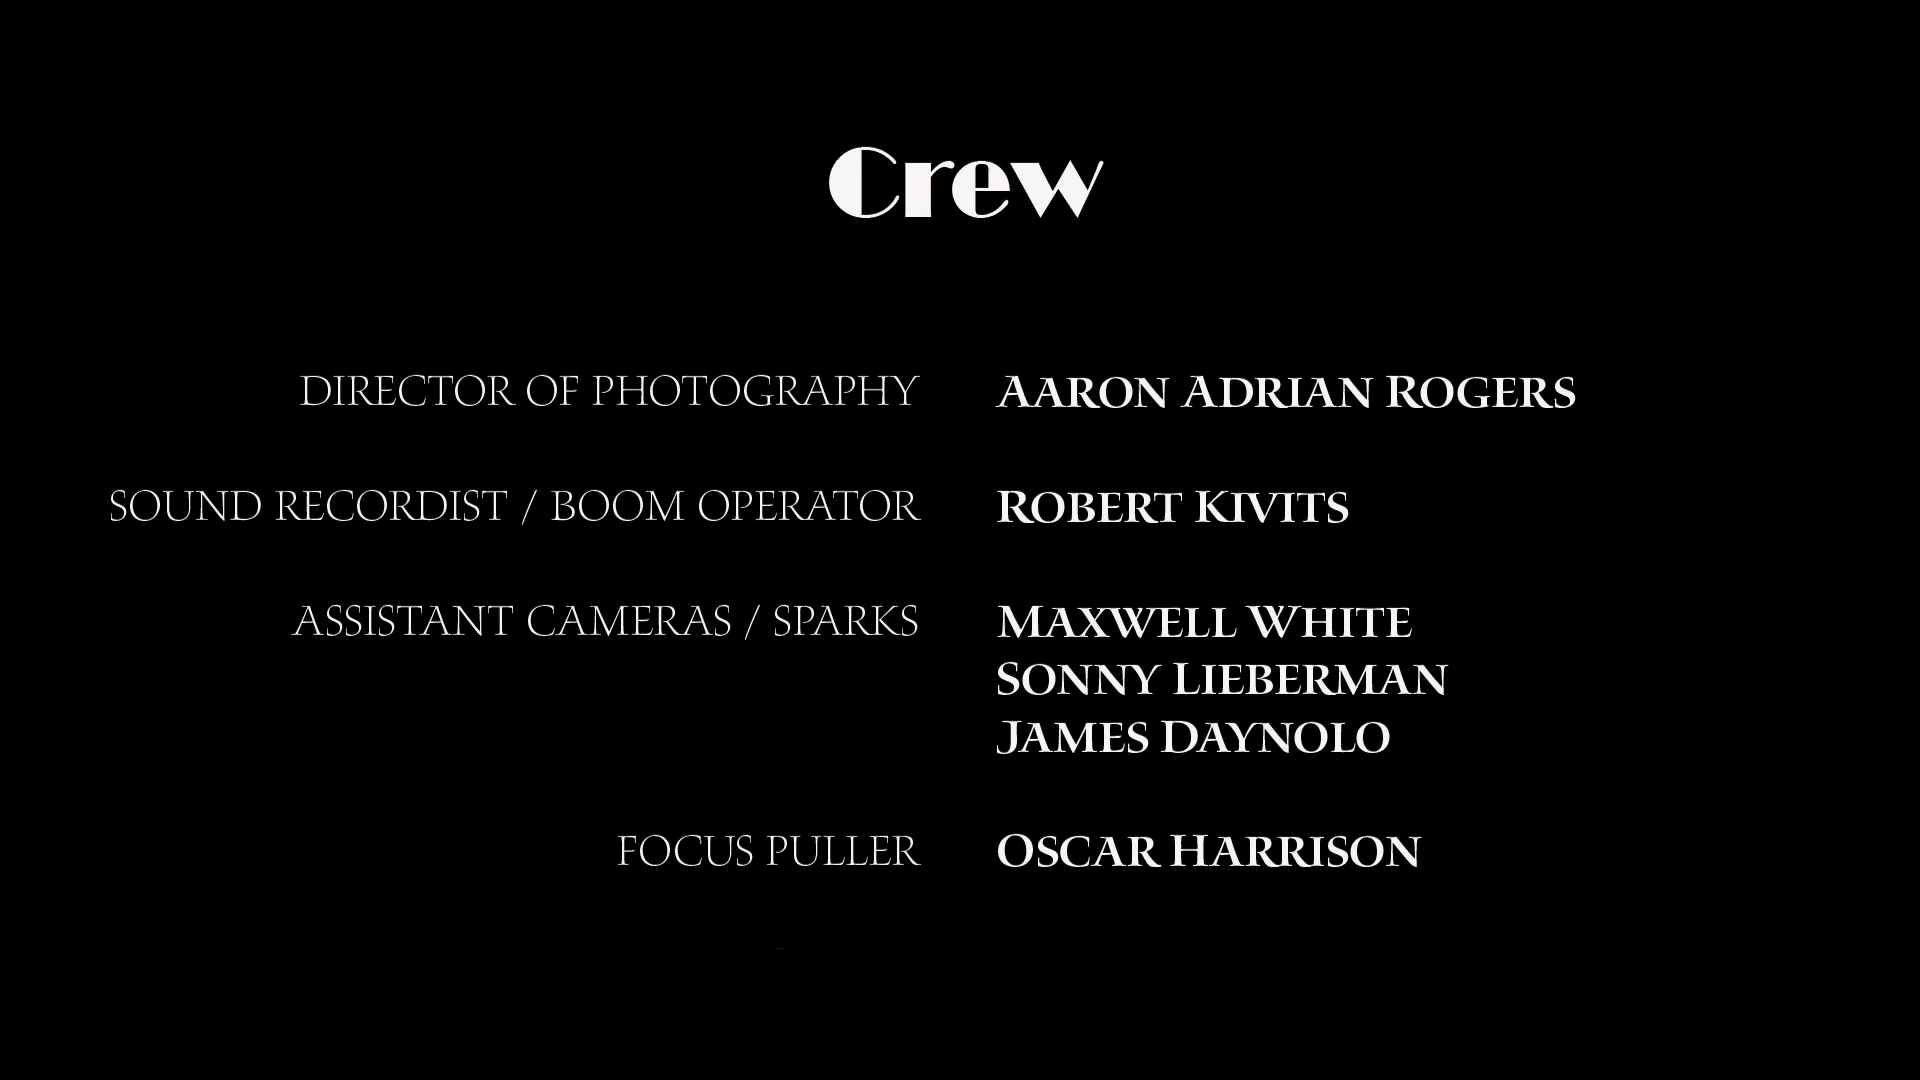 Crew
DIRECTOR OF PHOTOGRAPHY AARON ADRIAN ROGERS
SOUND RECORDIST / BOOM OPERATOR ROBERT KIVITS
ASSISTANT CAMERAS / SPARKS MAXWELL WHITE
SONNY LIEBERMAN
JAMES DAYNOLO
FOCUS PULLER OSCAR HARRISON